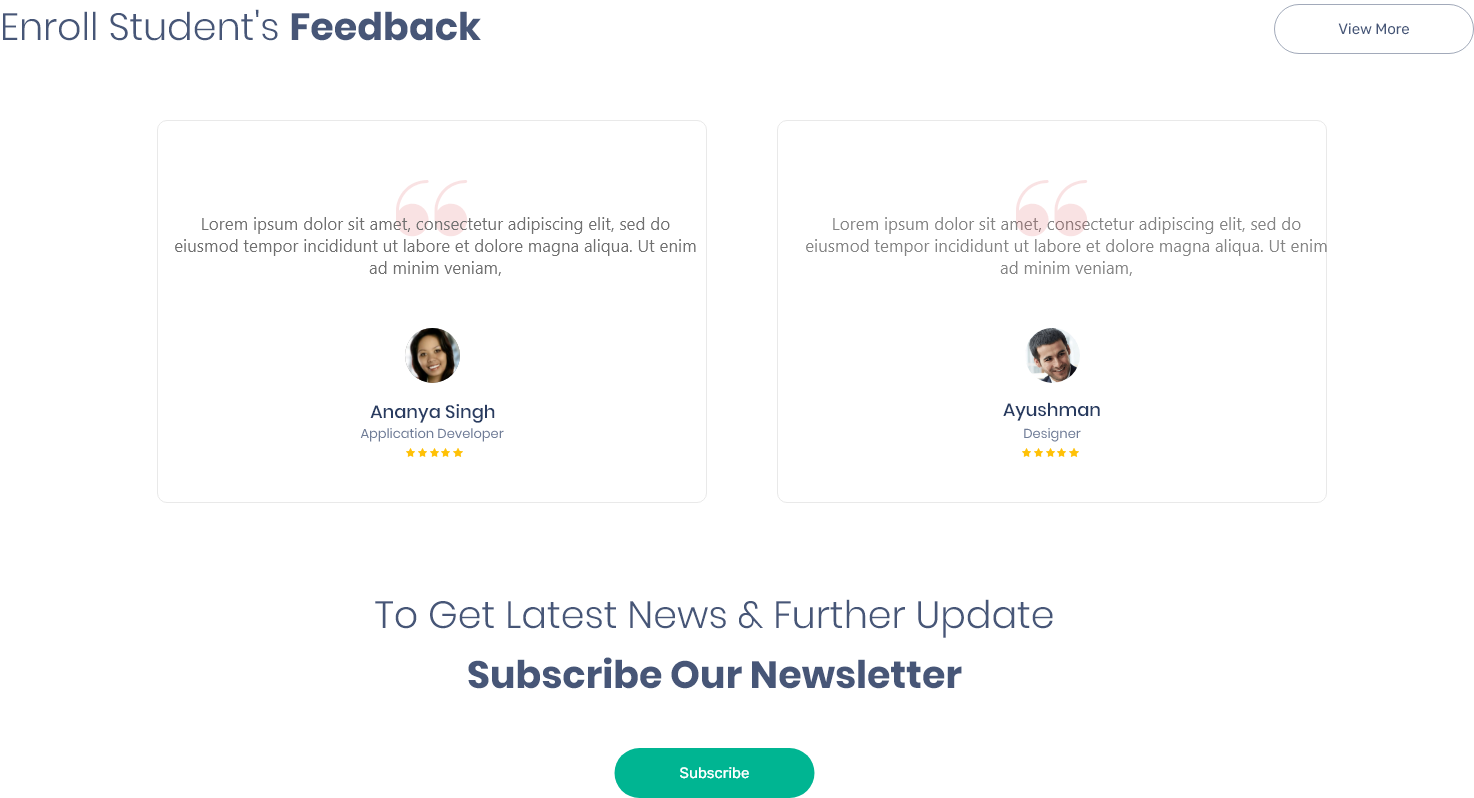 Enroll Student's Feedback
View More
Lorem ipsum dolor sit amet, consectetur adipiscing elit, sed do
eiusmod tempor incididunt ut labore et dolore magna aliqua. Ut enim
ad minim veniam,
Ananya Singh
Application Developer
Lorem ipsum dolor sit amet, consectetur adipiscing elit, sed do
eiusmod tempor incididunt ut labore et dolore magna aliqua. Ut enim
ad minim veniam,
Ayushman
Designer
To Get Latest News & Further Update
Subscribe Our Newsletter
Subscribe